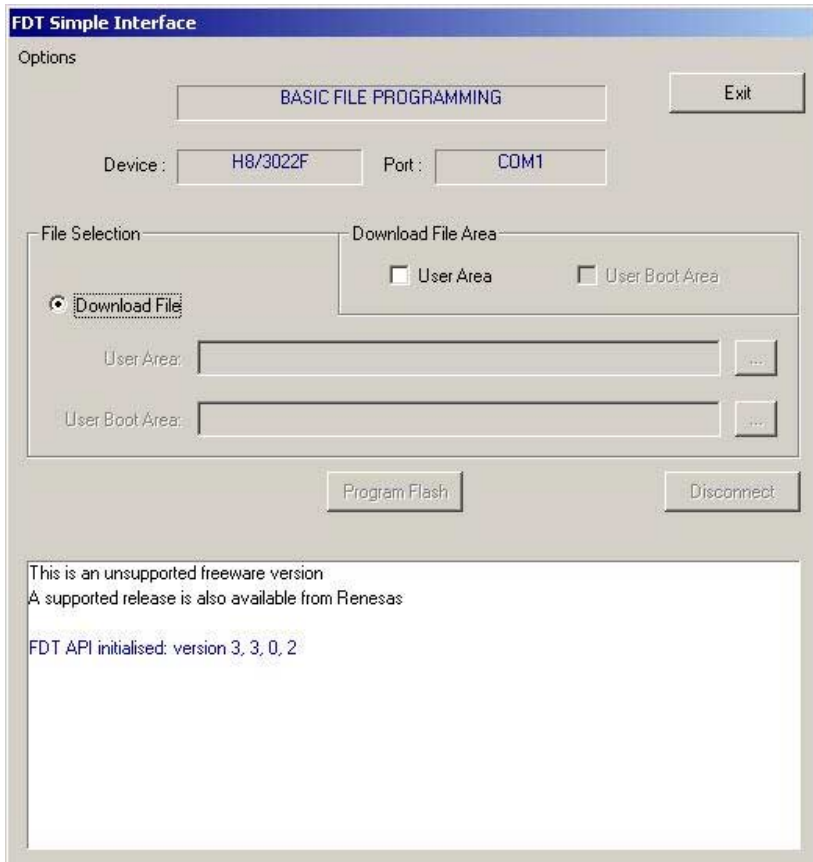 FDT Simple Interface
Options
BASIC FILE PROGRAMMING
Exit
Device :
H8/3022F
Port :
COM1
File Selection
Download File Area
User Area
User Boot Area
Download File
User Area:
...
User Boot Area:
...
Program Flash
Disconnect
This is an unsupported freeware version
A supported release is also available from Renesas
FDT API initialised: version 3, 3, 0, 2